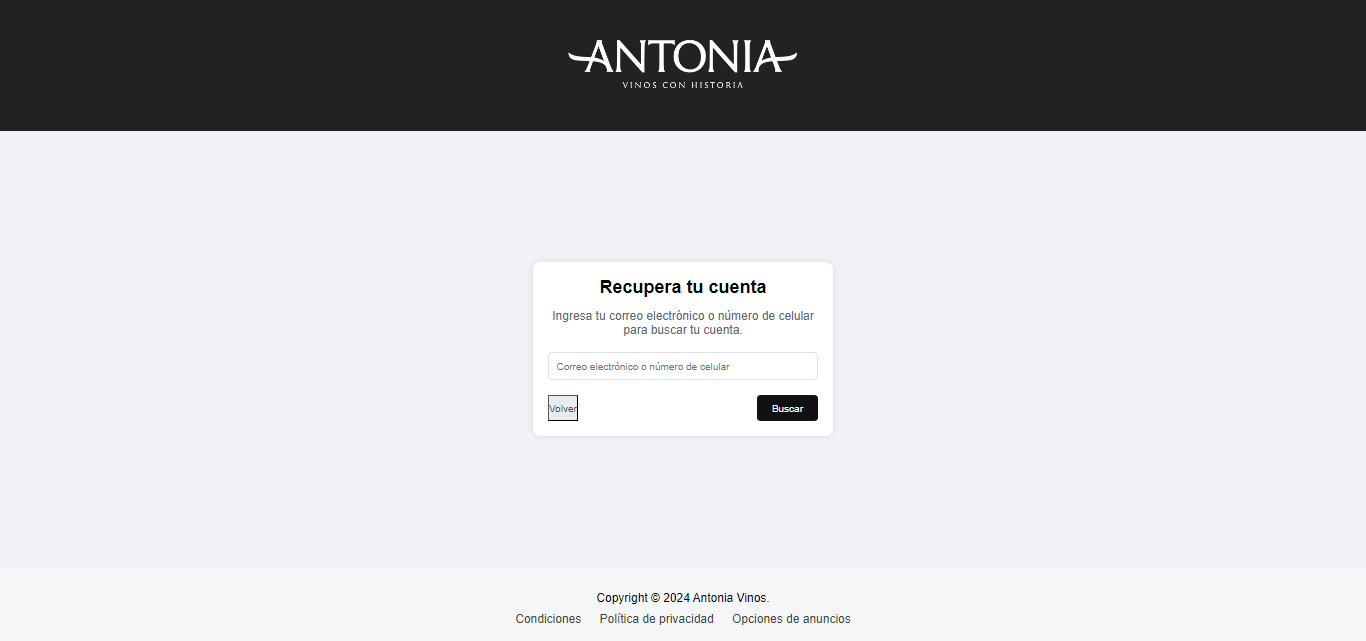 ANTONIA
VINOS CON HISTORIA
Recupera tu cuenta
Ingresa tu correo electrónico o número de celular
para buscar tu cuenta.
Correo electrónico o número de celular
Volver
Buscar
Copyright © 2024 Antonia Vinos.
Condiciones
Política de privacidad
Opciones de anuncios